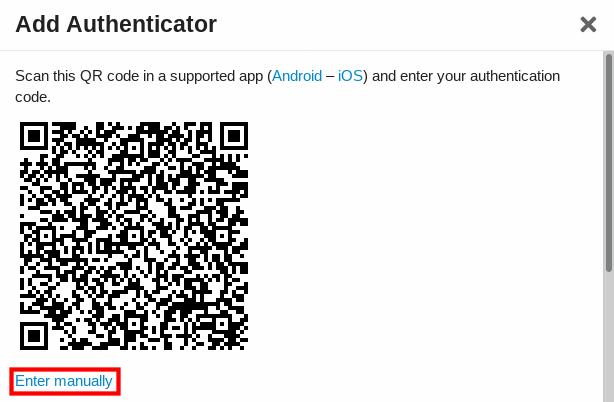 Add Authenticator
Scan this QR code in a supported app (Android – iOS) and enter your authentication
code.
Enter manually